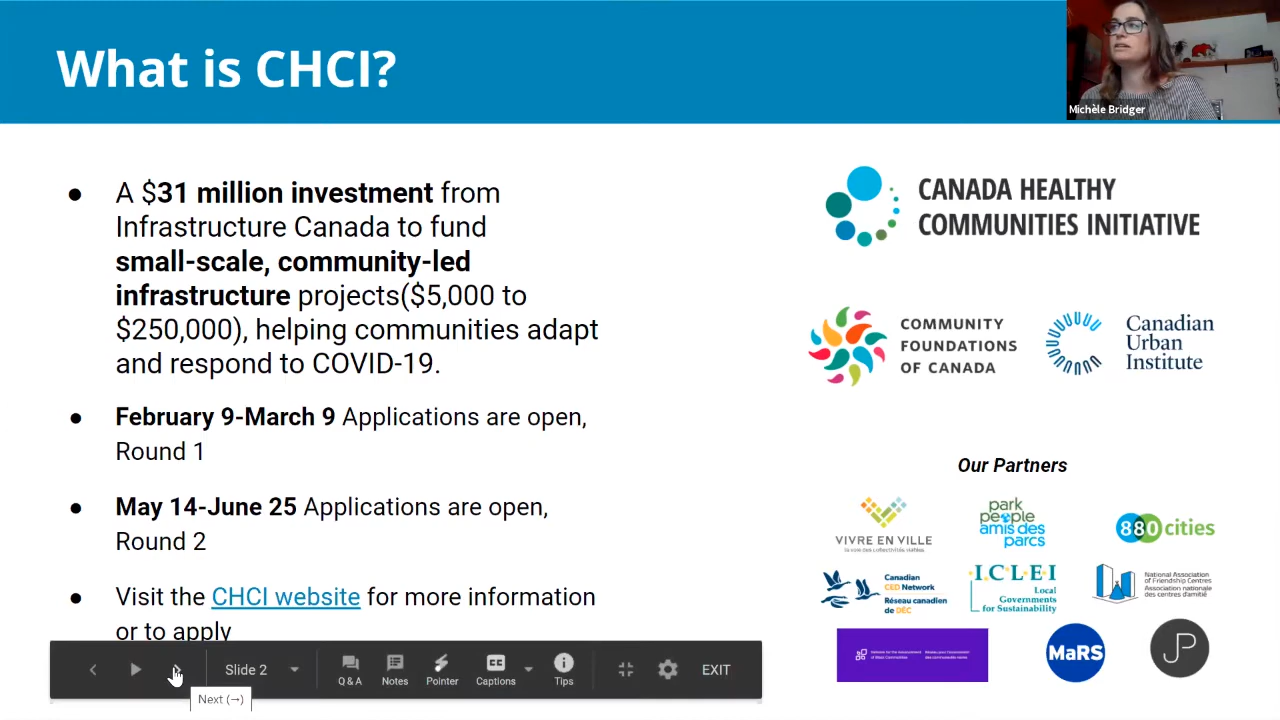 What is CHCI?
Michèle Bridger
● A $31 million investment from
Infrastructure Canada to fund
small-scale, community-led
infrastructure projects($5,000 to
$250,000), helping communities adapt
and respond to COVID-19.
● February 9-March 9 Applications are open,
Round 1
● May 14-June 25 Applications are open,
Round 2
● Visit the CHCI website for more information
or to apply
CANADA HEALTHY
COMMUNITIES INITIATIVE
COMMUNITY
FOUNDATIONS
OF CANADA
Canadian
Urban
Institute
Our Partners
VIVRE EN VILLE
park
people
amis des
parcs
880 cities
Canadian
CED Network
Réseau canadien
de DÉC
I.C.L.E.I
Local
Governments
for Sustainability
National Association
of Friendship Centres
Association nationale
des centres d'amitié
MaRS
JP
Slide 2
Q & A
Notes
Pointer
CC
Captions
Tips
EXIT
Next (→)